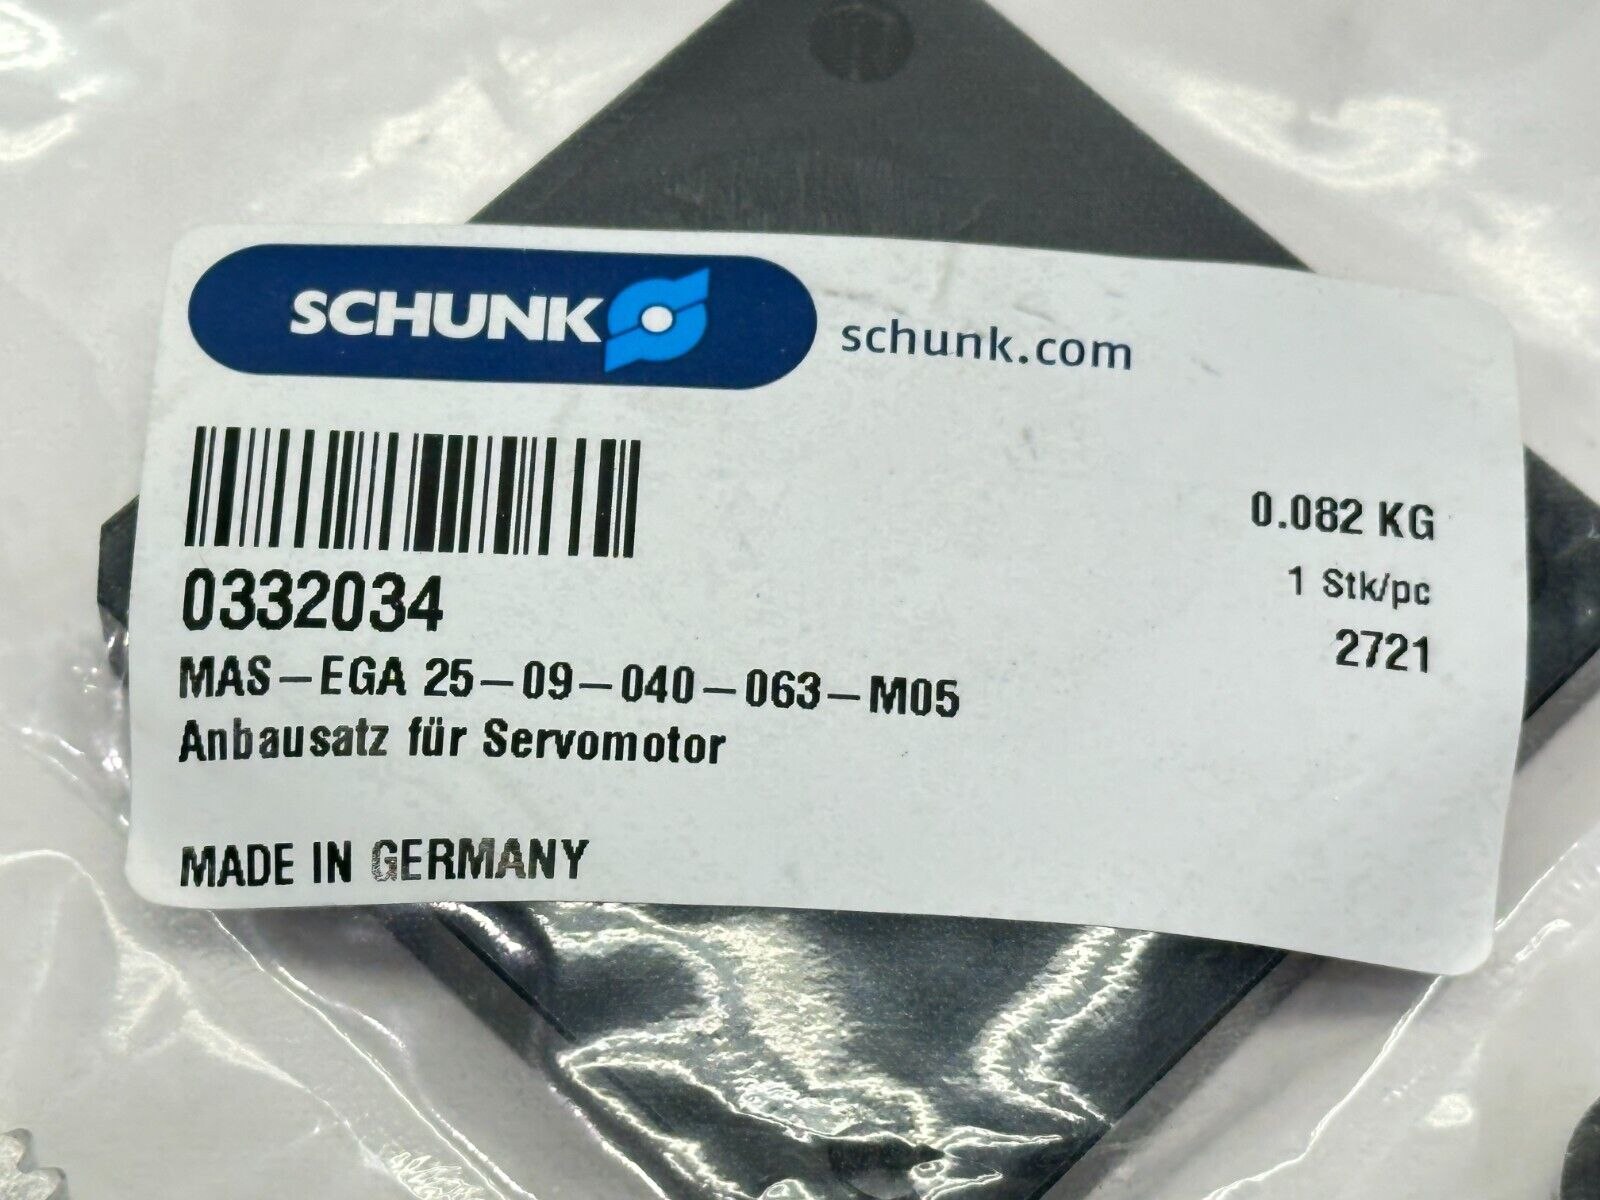 SCHUNK
schunk.com
0.082 KG
1 Stk/pc
2721
0332034
MAS-EGA 25-09-040-063-M05
Anbausatz für Servomotor
MADE IN GERMANY